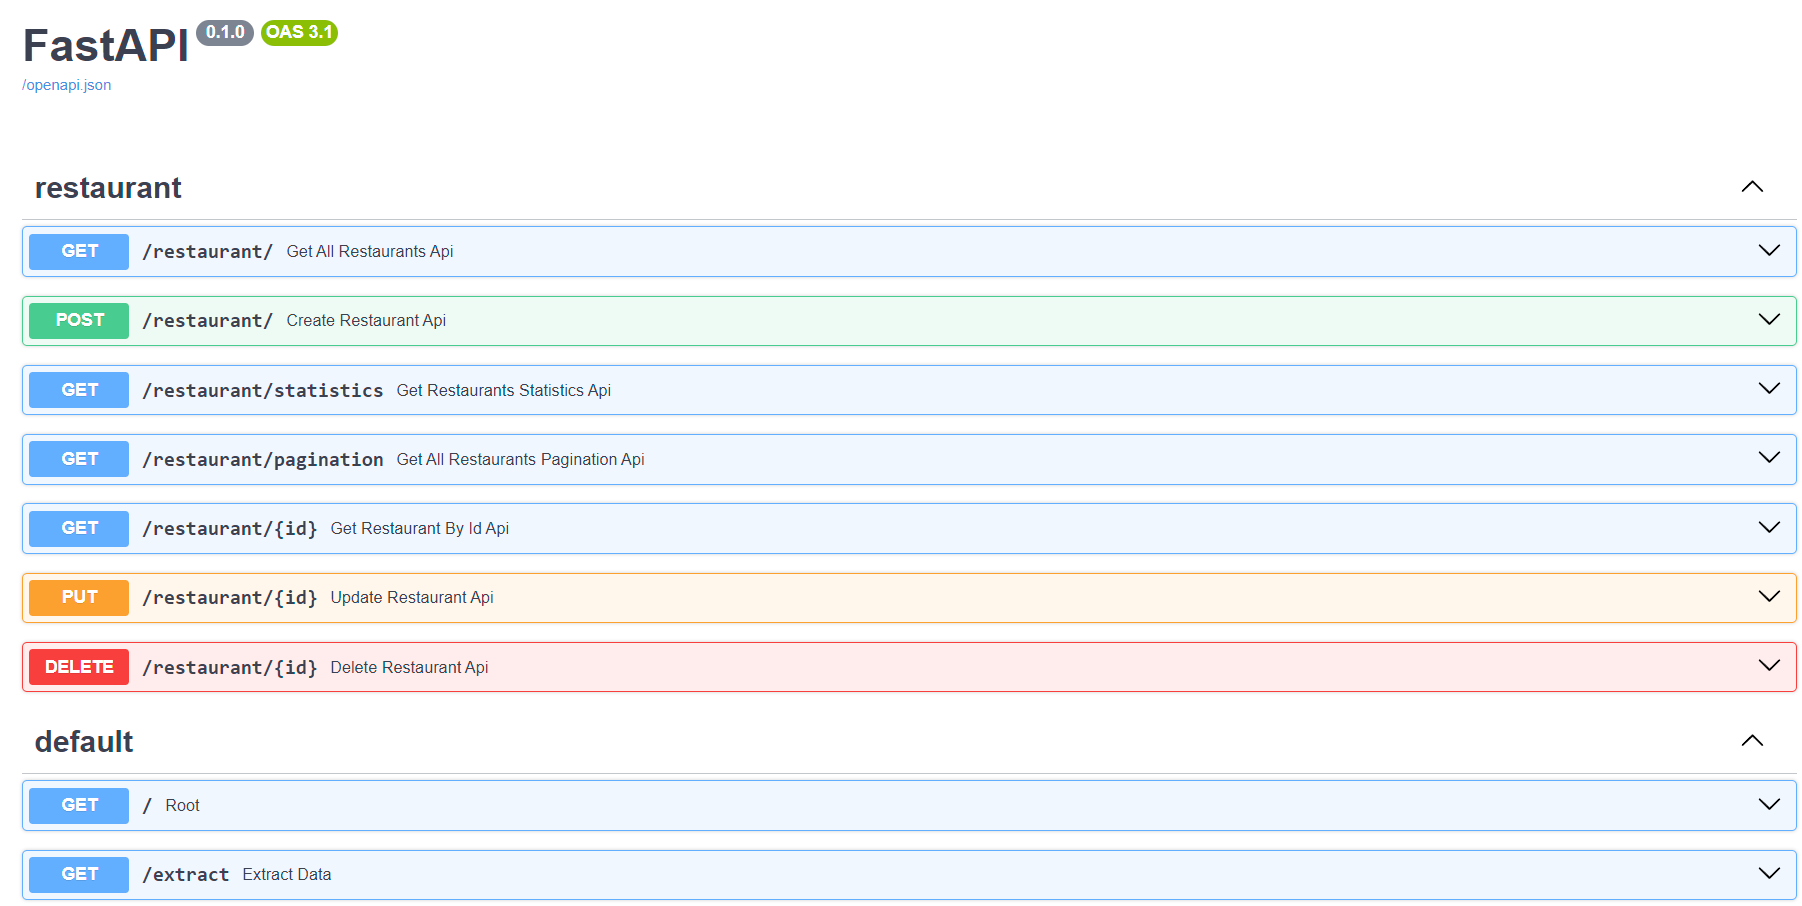 FastAPI 0.1.0 OAS 3.1
/openapi.json
restaurant
GET /restaurant/ Get All Restaurants Api
POST /restaurant/ Create Restaurant Api
GET /restaurant/statistics Get Restaurants Statistics Api
GET /restaurant/pagination Get All Restaurants Pagination Api
GET /restaurant/{id} Get Restaurant By Id Api
PUT /restaurant/{id} Update Restaurant Api
DELETE /restaurant/{id} Delete Restaurant Api
default
GET / Root
GET /extract Extract Data